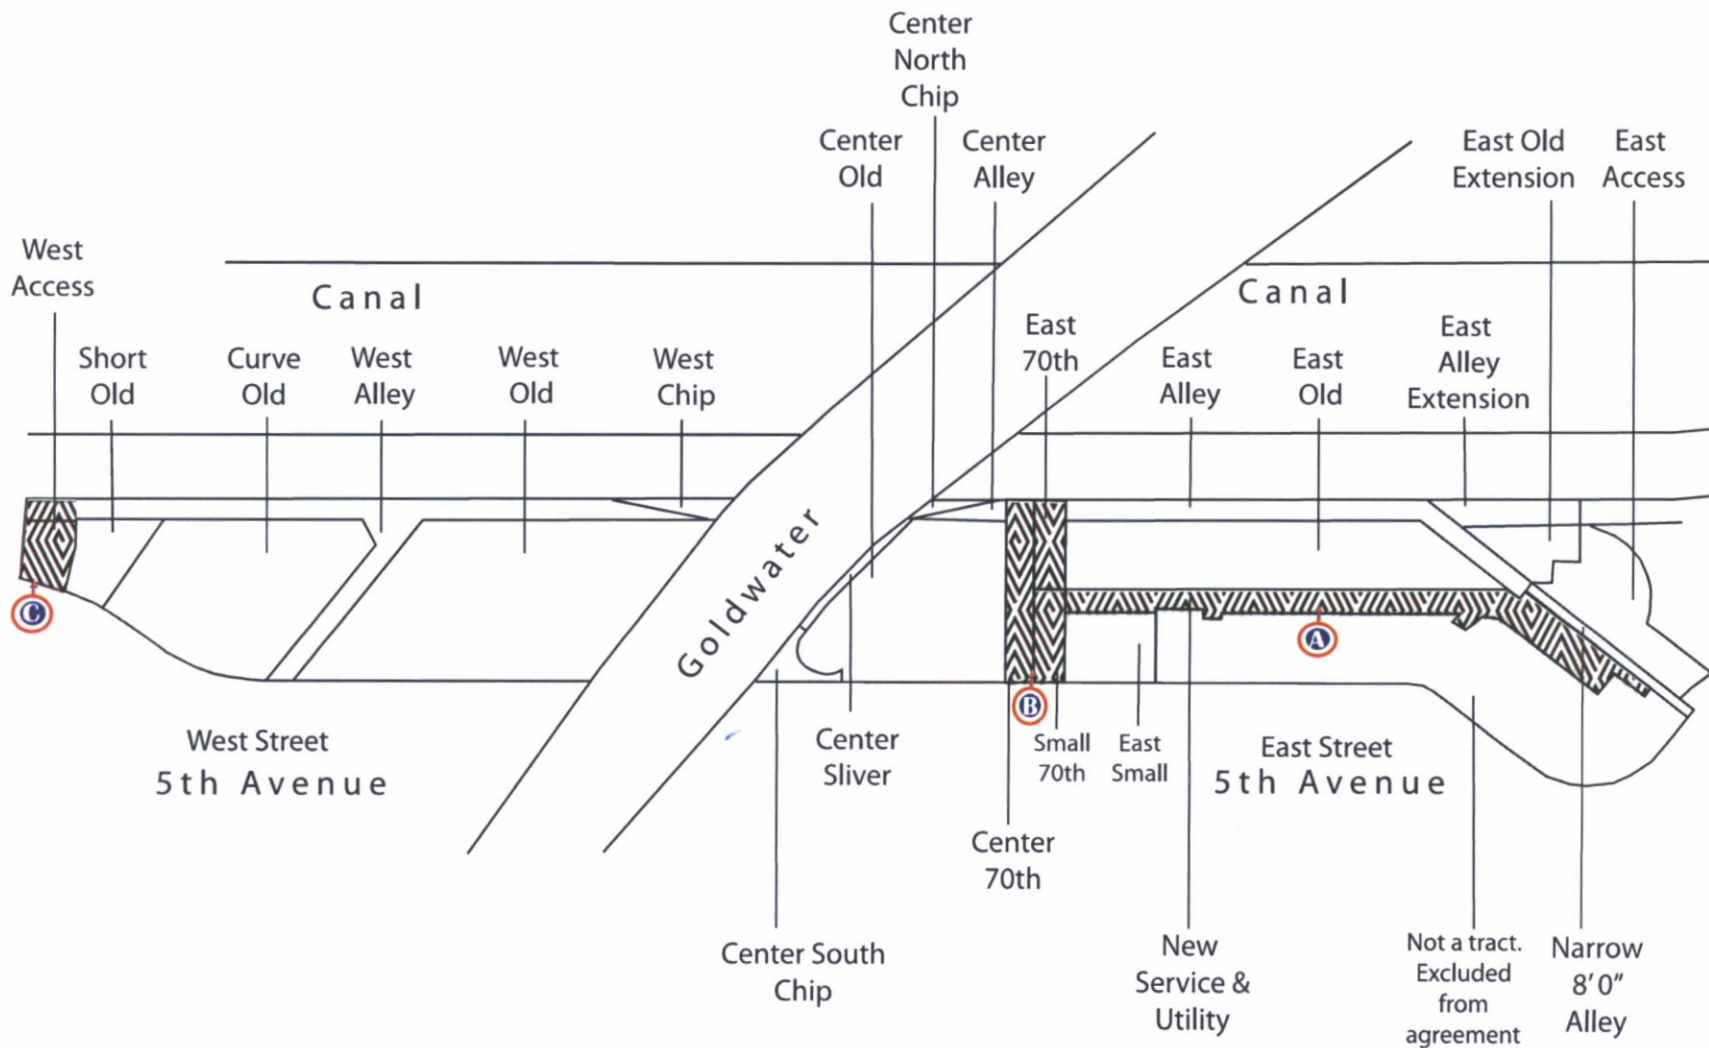 Center
North
Chip
Center
Old
Center
Alley
East Old
Extension
East
Access
West
Access
Canal
Canal
East
70th
East
Alley
Extension
Short
Old
Curve
Old
West
Alley
West
Old
West
Chip
East
Alley
East
Old
Goldwater
C
A
B
West Street
5th Avenue
Center
Sliver
Small
70th
East
Small
East Street
5th Avenue
Center
70th
Center South
Chip
New
Service &
Utility
Not a tract.
Excluded
from
agreement
Narrow
8' 0"
Alley